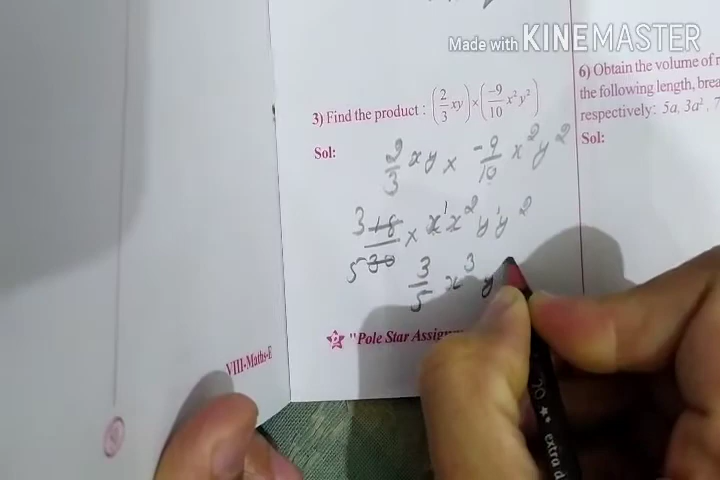 Made with KINEMASTER
3) Find the product : (2/3 xy) × (-9/10 x²y²)
Sol:
2/3 xy × -9/10 x²y²
3 18/30 5 × x¹x² y¹y²
3/5 x³ y
"Pole Star
VIII-Maths-E
6) Obtain the volume of
the following length,
respectively: 5a, 3a², 7
Sol:
extra d